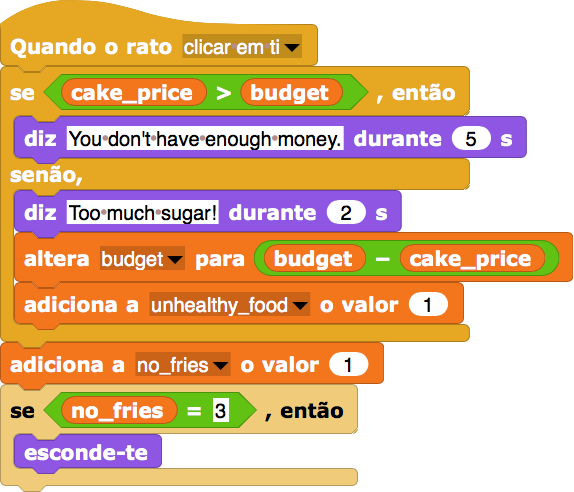 Quando o rato clicar em ti
se cake_price > budget , então
diz You don't have enough money. durante 5 s
senão,
diz Too much sugar! durante 2 s
altera budget para budget − cake_price
adiciona a unhealthy_food o valor 1
adiciona a no_fries o valor 1
se no_fries = 3 , então
esconde-te